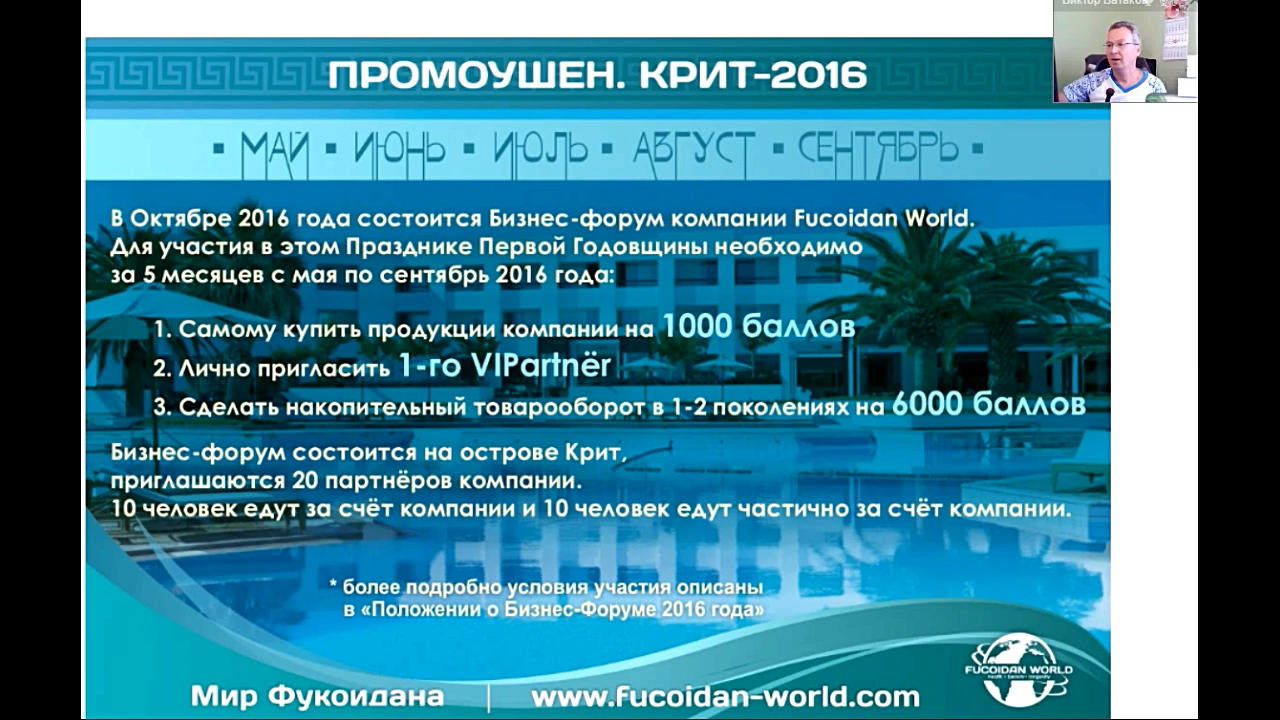 Виктор Ватаков
ПРОМОУШЕН. КРИТ-2016
▪ МАЙ ▪ ИЮНЬ ▪ ИЮЛЬ ▪ АВГУСТ ▪ СЕНТЯБРЬ ▪
В Октябре 2016 года состоится Бизнес-форум компании Fucoidan World.
Для участия в этом Празднике Первой Годовщины необходимо
за 5 месяцев с мая по сентябрь 2016 года:
1. Самому купить продукции компании на 1000 баллов
2. Лично пригласить 1-го VIPartnёr
3. Сделать накопительный товарооборот в 1-2 поколениях на 6000 баллов
Бизнес-форум состоится на острове Крит,
приглашаются 20 партнёров компании.
10 человек едут за счёт компании и 10 человек едут частично за счёт компании.
* более подробно условия участия описаны
в «Положении о Бизнес-Форуме 2016 года»
FUCOIDAN WORLD
Мир Фукоидана | www.fucoidan-world.com